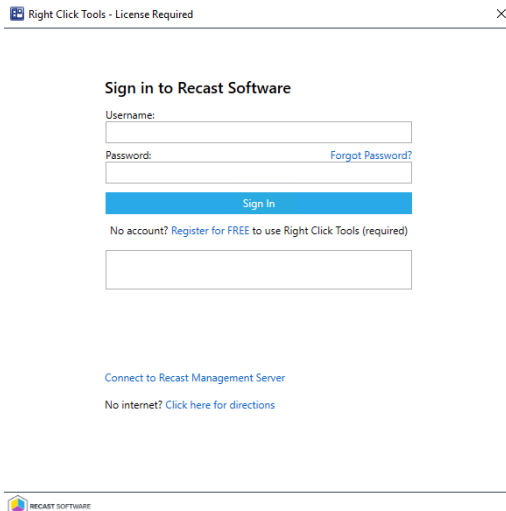 Right Click Tools - License Required
Sign in to Recast Software
Username:
Password: Forgot Password?
Sign In
No account? Register for FREE to use Right Click Tools (required)
Connect to Recast Management Server
No internet? Click here for directions
RECAST SOFTWARE